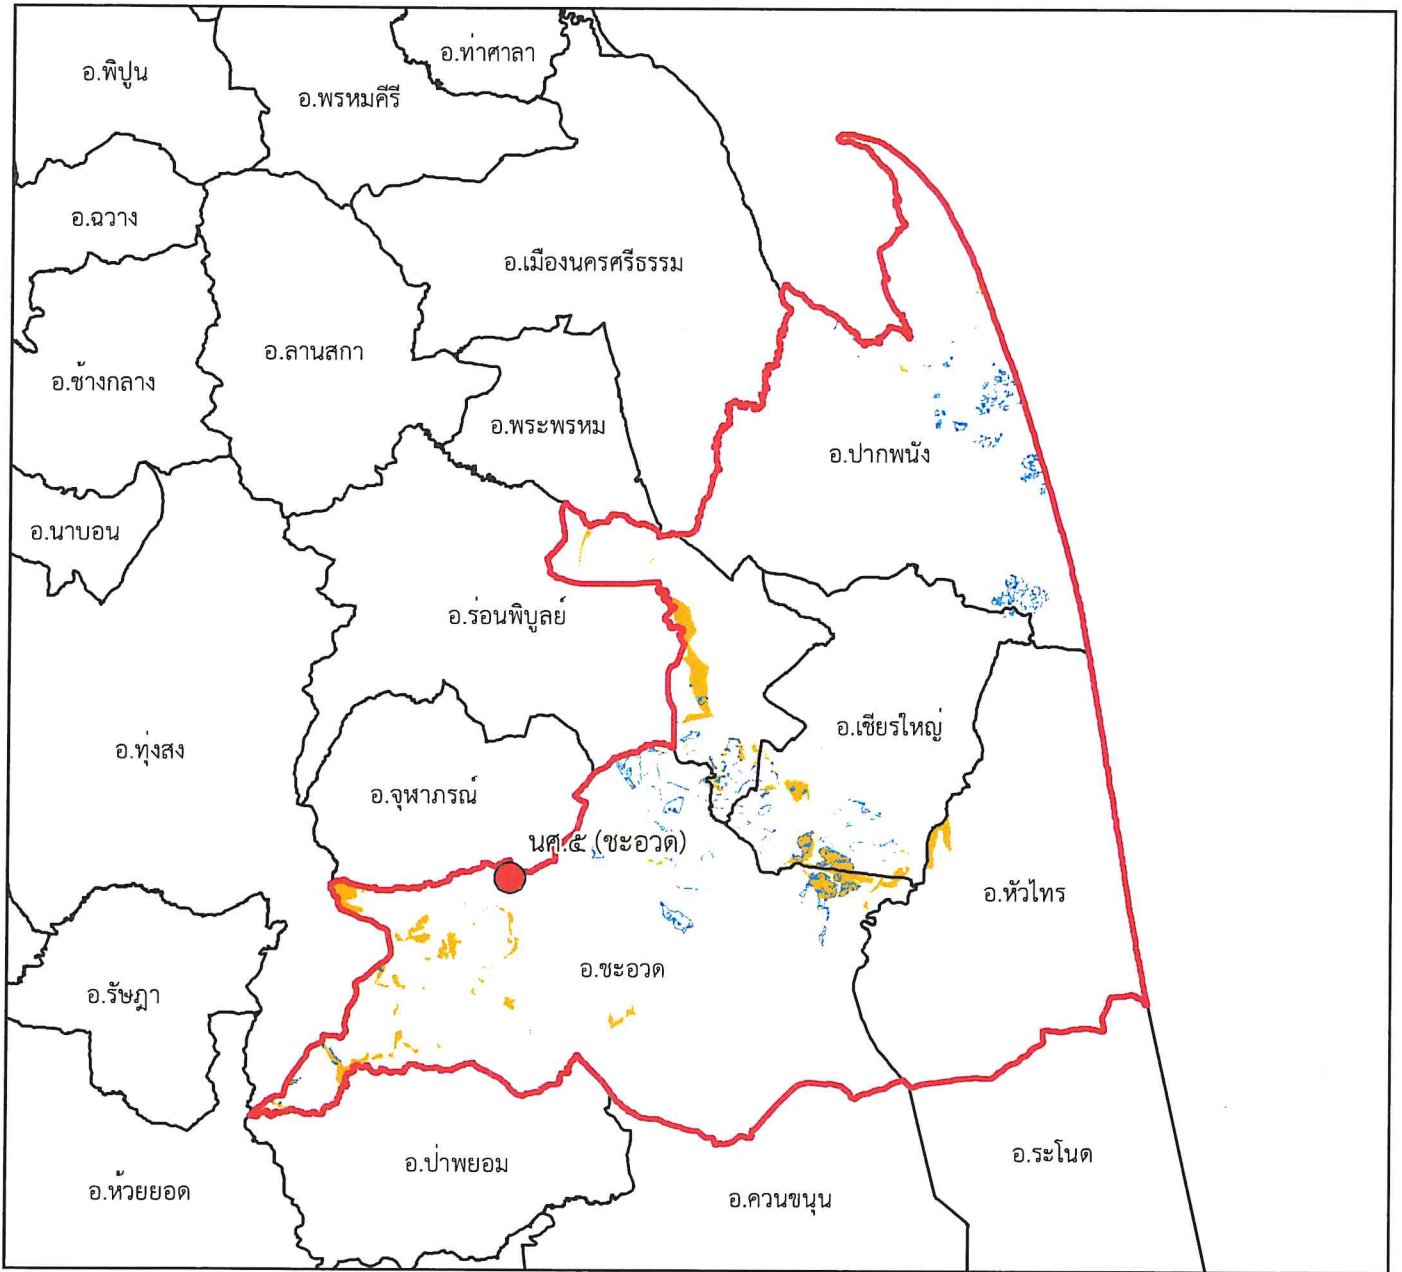 อ.ท่าศาลา
อ.พิปูน
อ.พรหมคีรี
อ.ฉวาง
อ.เมืองนครศรีธรรม
อ.ลานสกา
อ.ช้างกลาง
อ.พระพรหม
อ.ปากพนัง
อ.นาบอน
อ.ร่อนพิบูลย์
อ.เชียรใหญ่
อ.ทุ่งสง
อ.จุฬาภรณ์
นศ.๕ (ชะอวด)
อ.หัวไทร
อ.ชะอวด
อ.รัษฎา
อ.ระโนด
อ.ป่าพยอม
อ.ห้วยยอด
อ.ควนขนุน